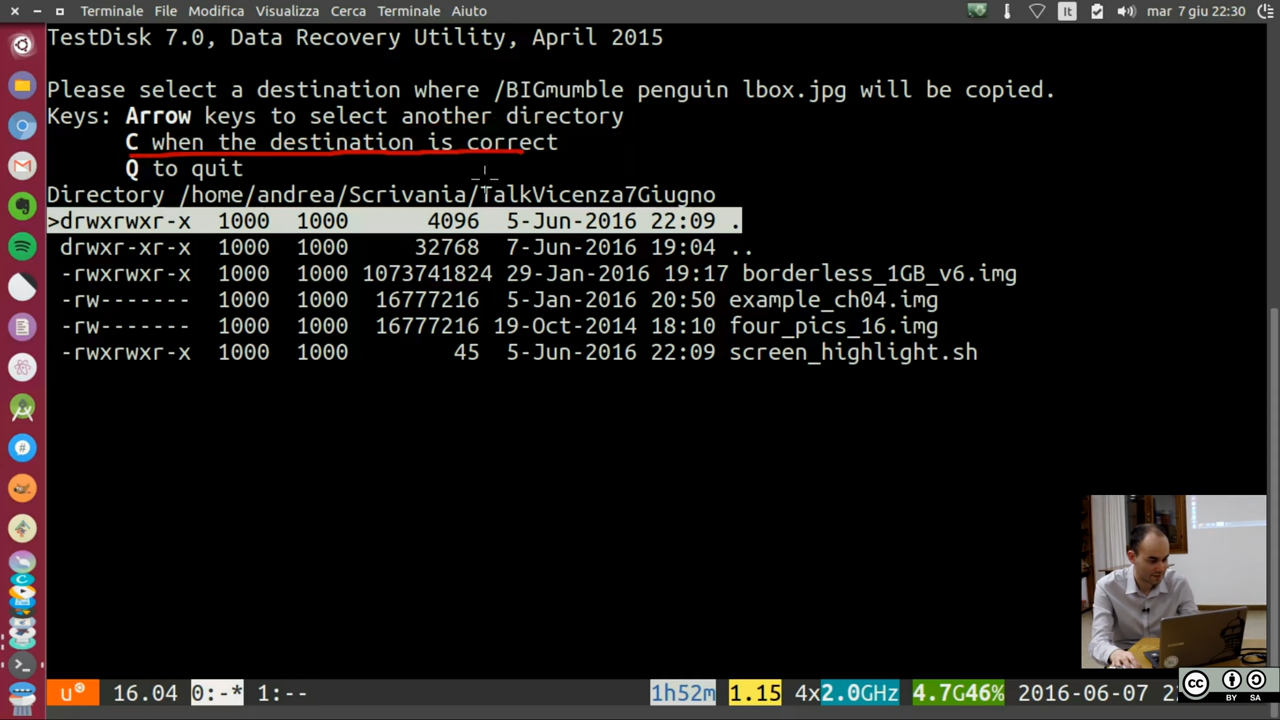 Terminale File Modifica Visualizza Cerca Terminale Aiuto It mar 7 giu 22:30
TestDisk 7.0, Data Recovery Utility, April 2015
Please select a destination where /BIGmumble penguin lbox.jpg will be copied.
Keys: Arrow keys to select another directory
C when the destination is correct
Q to quit
Directory /home/andrea/Scrivania/TalkVicenza7Giugno
>drwxrwxr-x 1000 1000 4096 5-Jun-2016 22:09 .
drwxr-xr-x 1000 1000 32768 7-Jun-2016 19:04 ..
-rwxrwxr-x 1000 1000 1073741824 29-Jan-2016 19:17 borderless_1GB_v6.img
-rw------- 1000 1000 16777216 5-Jan-2016 20:50 example_ch04.img
-rw------- 1000 1000 16777216 19-Oct-2014 18:10 four_pics_16.img
-rwxrwxr-x 1000 1000 45 5-Jun-2016 22:09 screen_highlight.sh
u 16.04 0:-* 1:-- 1h52m 1.15 4x2.0GHz 4.7G46% 2016-06-07
cc BY SA